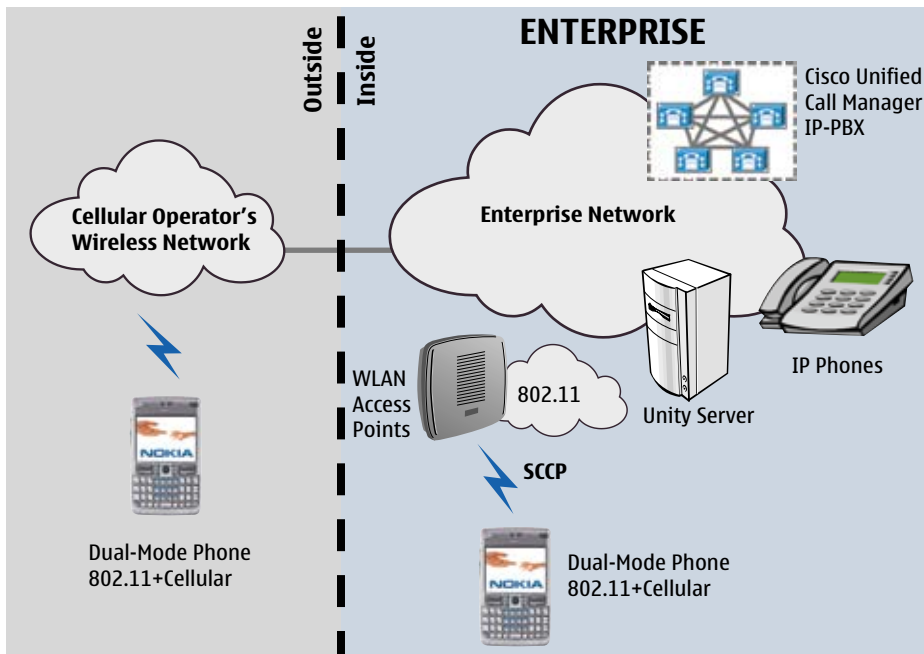 ENTERPRISE
Outside
Inside
Cisco Unified
Call Manager
IP-PBX
Cellular Operator's
Wireless Network
Enterprise Network
IP Phones
WLAN
Access
Points
802.11
Unity Server
SCCP
NOKIA
Dual-Mode Phone
802.11+Cellular
NOKIA
Dual-Mode Phone
802.11+Cellular